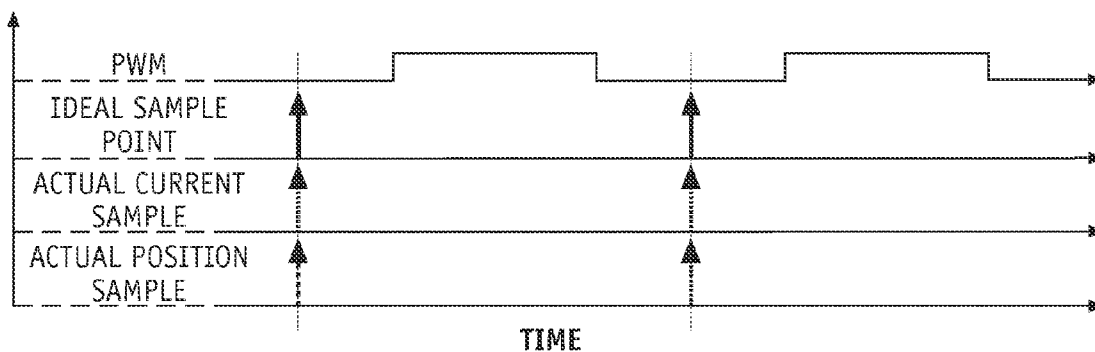 PWM
IDEAL SAMPLE
POINT
ACTUAL CURRENT
SAMPLE
ACTUAL POSITION
SAMPLE
TIME